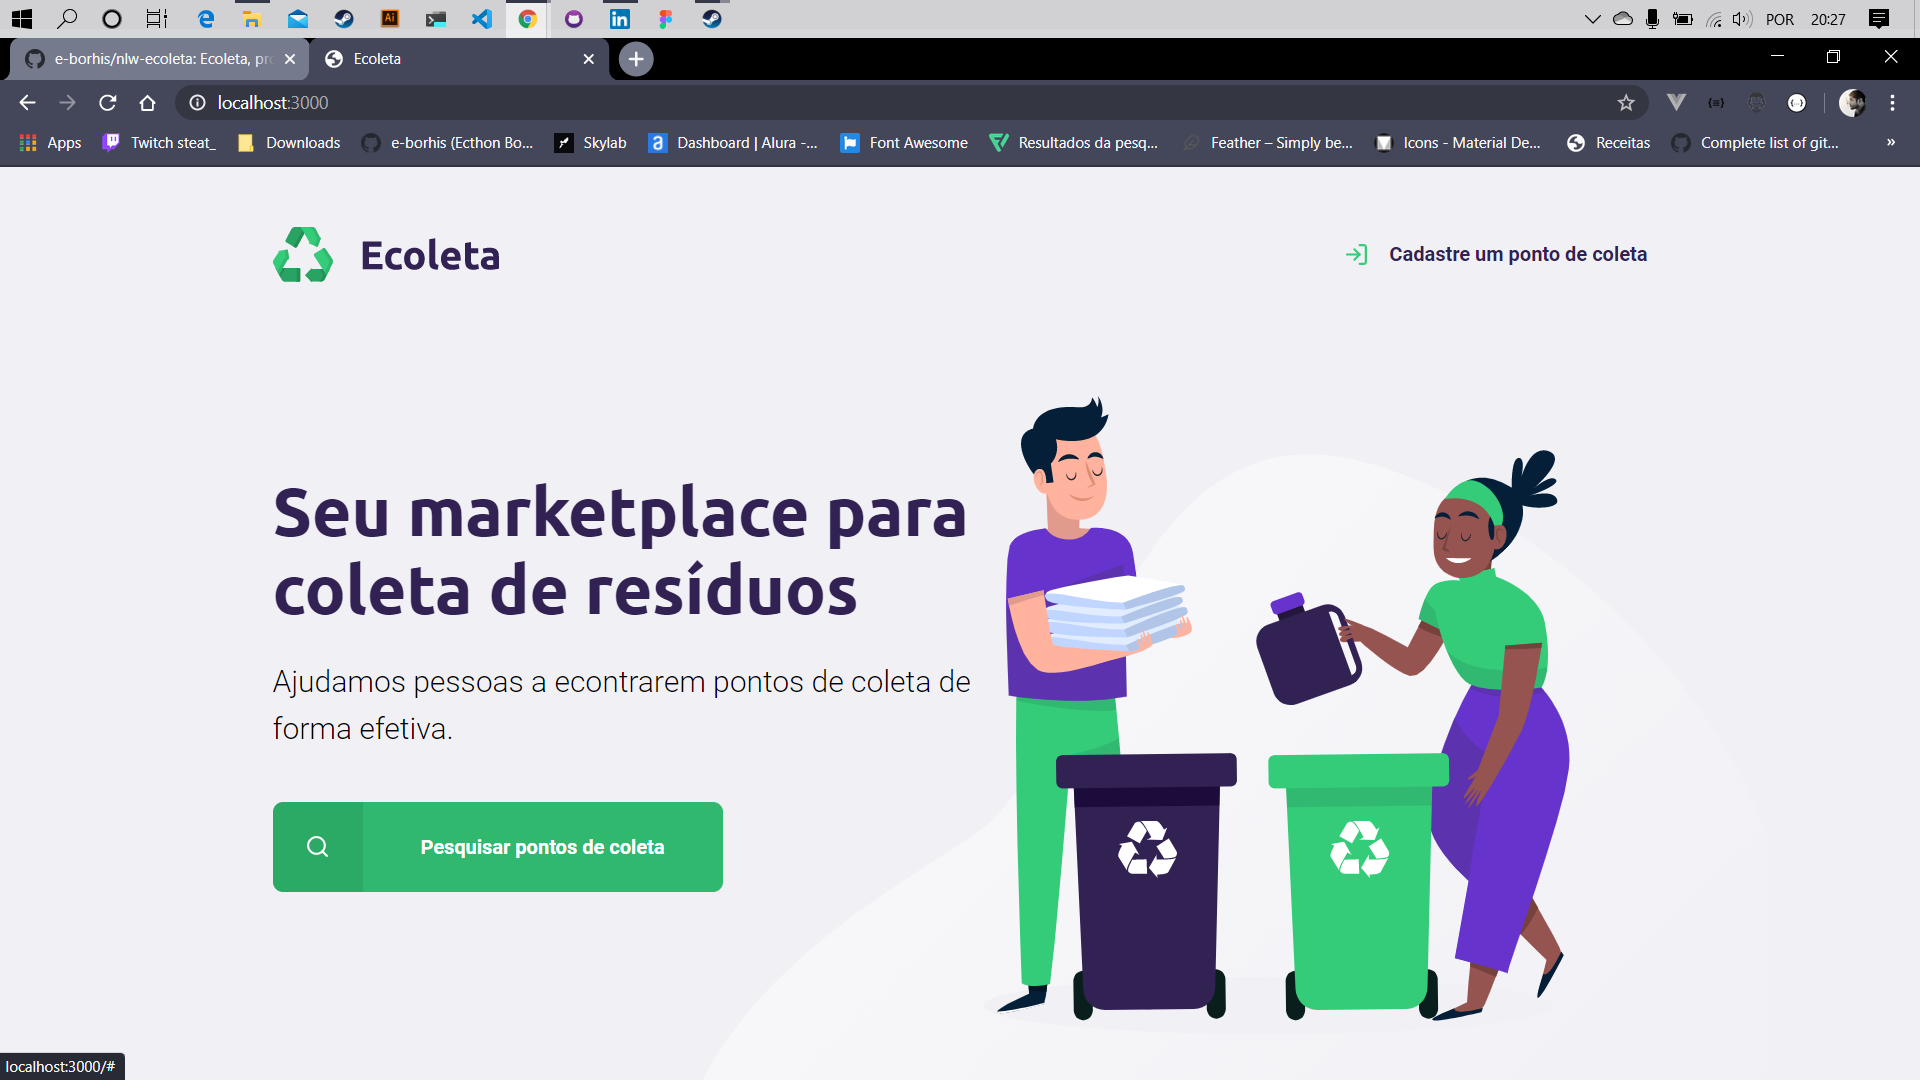 POR 20:27
e-borhis/nlw-ecoleta: Ecoleta, pro
Ecoleta
localhost:3000
Apps
Twitch steat_
Downloads
e-borhis (Ecthon Bo...
Skylab
Dashboard | Alura -...
Font Awesome
Resultados da pesq...
Feather – Simply be...
Icons - Material De...
Receitas
Complete list of git...
»
Ecoleta
Cadastre um ponto de coleta
Seu marketplace para
coleta de resíduos
Ajudamos pessoas a econtrarem pontos de coleta de
forma efetiva.
Pesquisar pontos de coleta
localhost:3000/#